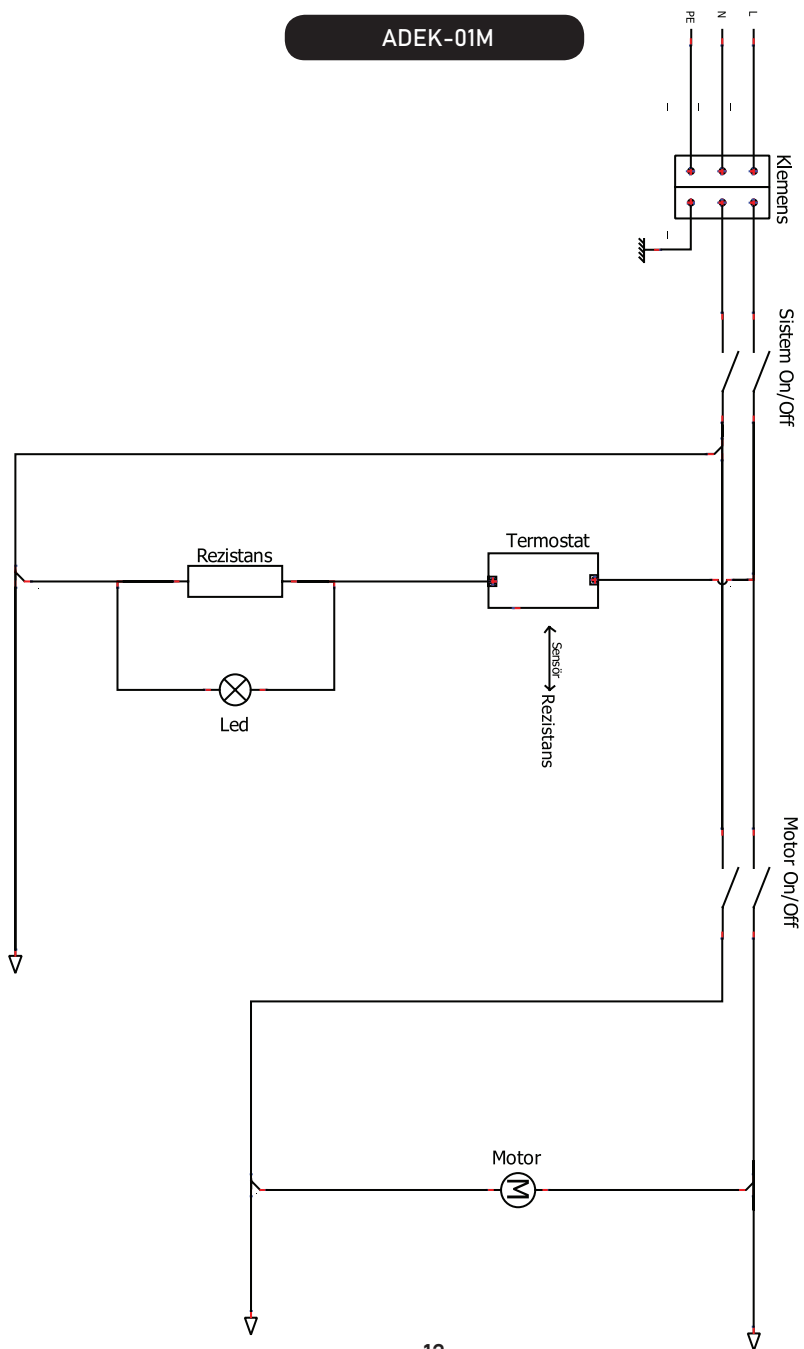 ADEK-01M
PE
N
L
Klemens
Sistem On/Off
Termostat
Rezistans
Sensör
Rezistans
Led
Motor On/Off
Motor
M